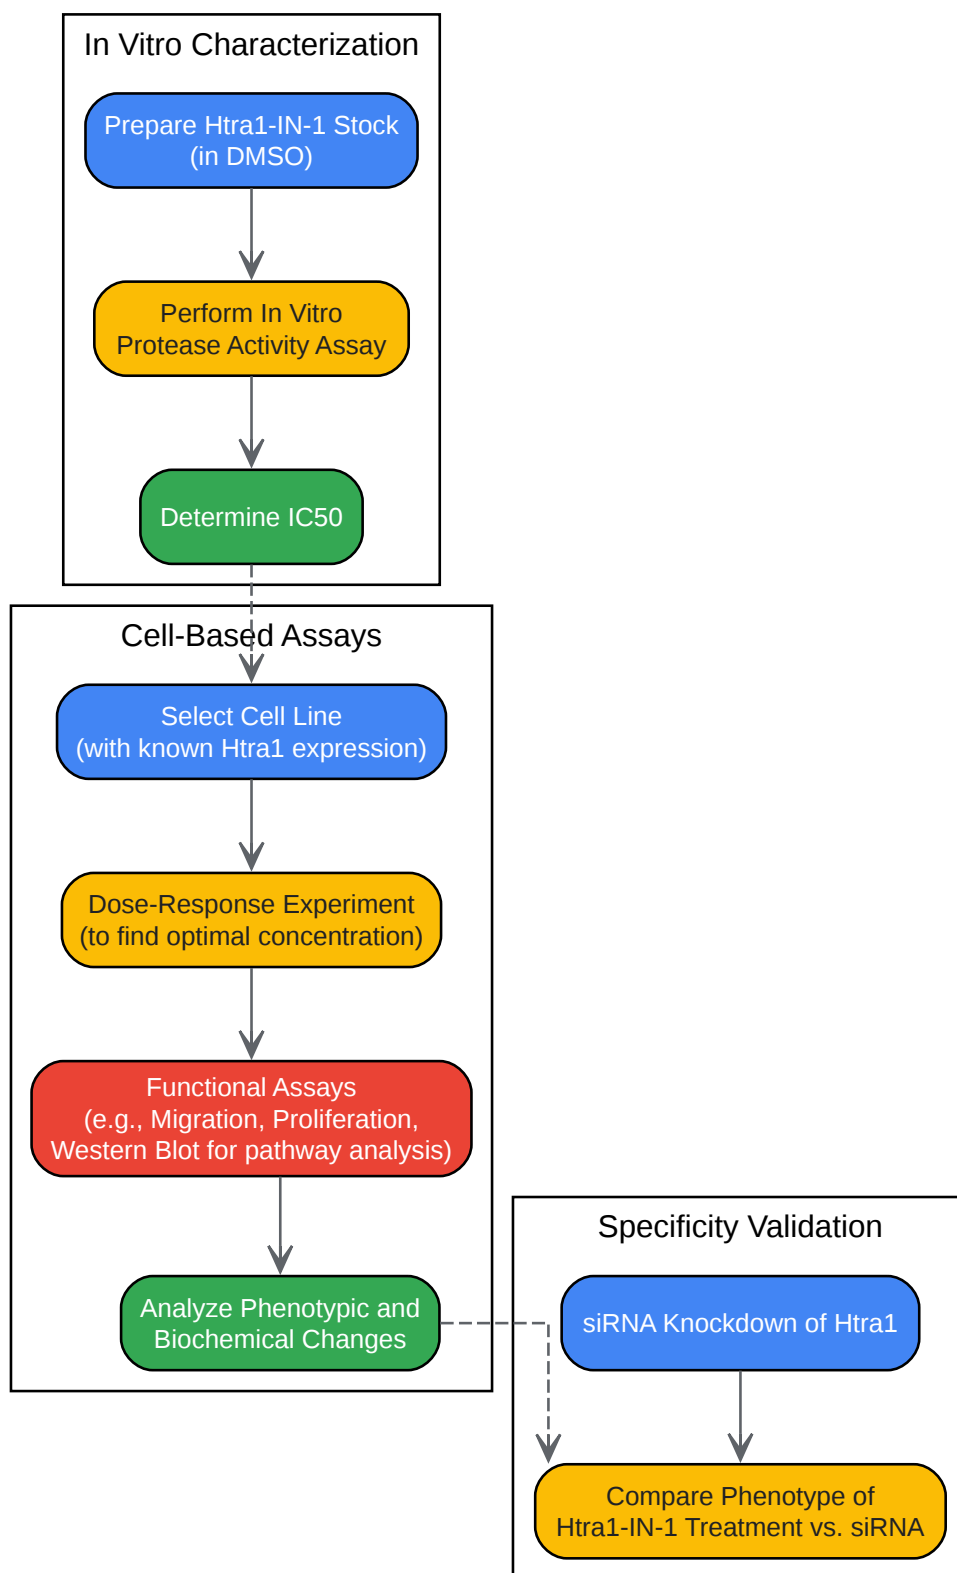 In Vitro Characterization
Prepare Htra1-IN-1 Stock
(in DMSO)
Perform In Vitro
Protease Activity Assay
Determine IC50
Cell-Based Assays
Select Cell Line
(with known Htra1 expression)
Dose-Response Experiment
(to find optimal concentration)
Functional Assays
(e.g., Migration, Proliferation,
Western Blot for pathway analysis)
Analyze Phenotypic and
Biochemical Changes
Specificity Validation
siRNA Knockdown of Htra1
Compare Phenotype of
Htra1-IN-1 Treatment vs. siRNA